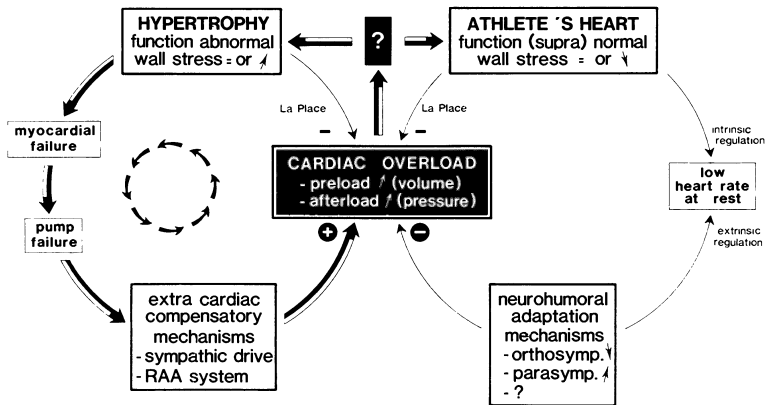 HYPERTROPHY
function abnormal
wall stress = or ↗
?
ATHLETE 'S HEART
function (supra) normal
wall stress = or ↘
La Place
–
La Place
–
myocardial
failure
intrinsic
regulation
CARDIAC OVERLOAD
- preload ↗ (volume)
- afterload ↗ (pressure)
low
heart rate
at rest
pump
failure
+
–
extrinsic
regulation
extra cardiac
compensatory
mechanisms
- sympathic drive
- RAA system
neurohumoral
adaptation
mechanisms
- orthosymp. ↘
- parasymp. ↗
- ?